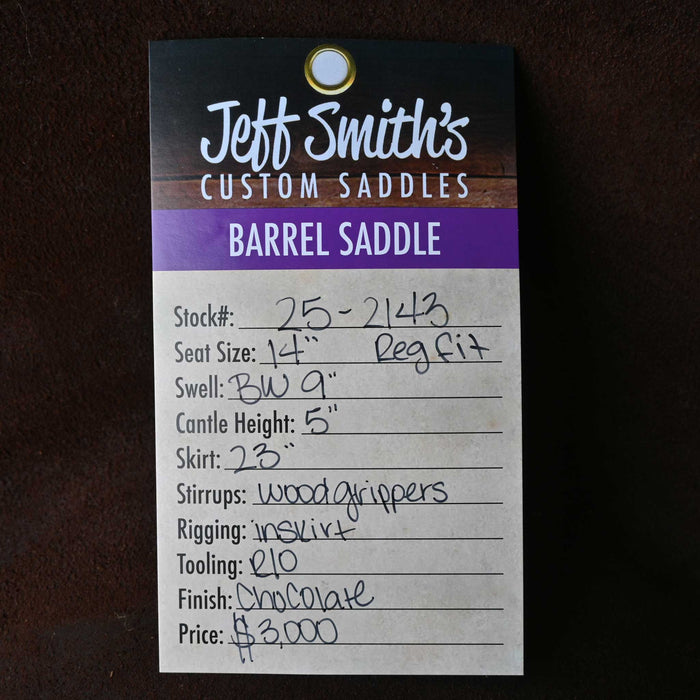 Jeff Smith's
CUSTOM SADDLES
BARREL SADDLE
Stock#: 25-2143
Seat Size: 14" Reg fit
Swell: BW 9"
Cantle Height: 5"
Skirt: 23"
Stirrups: wood grippers
Rigging: inskirt
Tooling: R/O
Finish: Chocolate
Price: $3,000